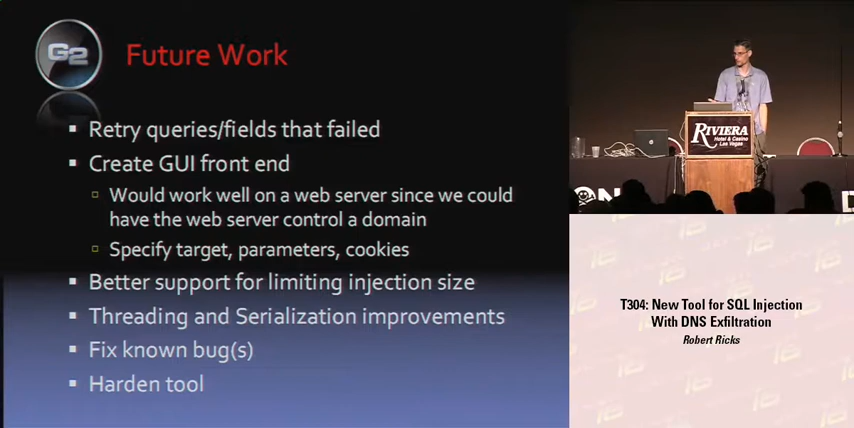 G2
Future Work
▪ Retry queries/fields that failed
▪ Create GUI front end
▫ Would work well on a web server since we could
have the web server control a domain
▫ Specify target, parameters, cookies
▪ Better support for limiting injection size
▪ Threading and Serialization improvements
▪ Fix known bug(s)
▪ Harden tool
RIVIERA
Hotel & Casino
Las Vegas
T304: New Tool for SQL Injection
With DNS Exfiltration
Robert Ricks